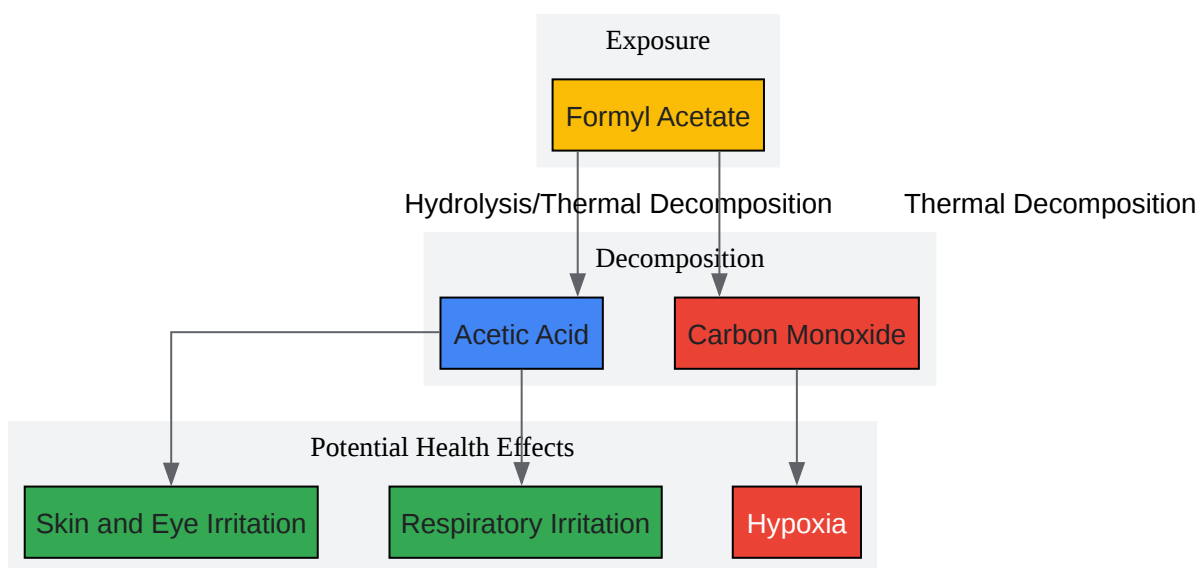 Exposure
Formyl Acetate
Hydrolysis/Thermal Decomposition
Thermal Decomposition
Decomposition
Acetic Acid
Carbon Monoxide
Potential Health Effects
Skin and Eye Irritation
Respiratory Irritation
Hypoxia